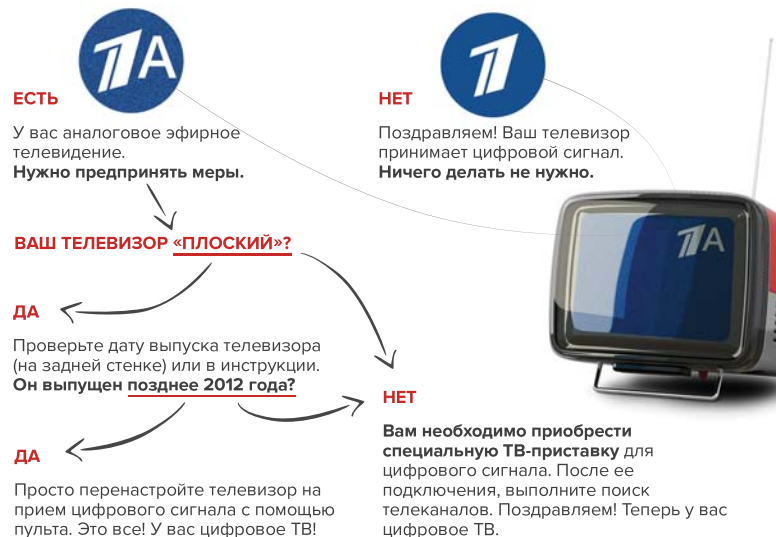 1А
1
ЕСТЬ
У вас аналоговое эфирное
телевидение.
Нужно предпринять меры.
НЕТ
Поздравляем! Ваш телевизор
принимает цифровой сигнал.
Ничего делать не нужно.
1А
ВАШ ТЕЛЕВИЗОР «ПЛОСКИЙ»?
ДА
Проверьте дату выпуска телевизора
(на задней стенке) или в инструкции.
Он выпущен позднее 2012 года?
НЕТ
Вам необходимо приобрести
специальную ТВ-приставку для
цифрового сигнала. После ее
подключения, выполните поиск
телеканалов. Поздравляем! Теперь у вас
цифровое ТВ.
ДА
Просто перенастройте телевизор на
прием цифрового сигнала с помощью
пульта. Это все! У вас цифровое ТВ!